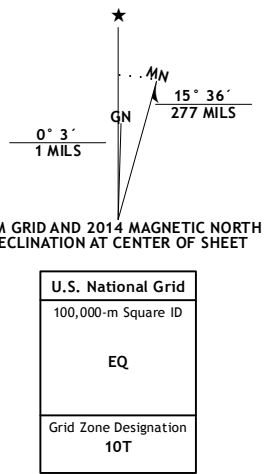 MN
GN
15° 36´
277 MILS
0° 3´
1 MILS
M GRID AND 2014 MAGNETIC NORTH
ECLINATION AT CENTER OF SHEET
U.S. National Grid
100,000-m Square ID
EQ
Grid Zone Designation
10T